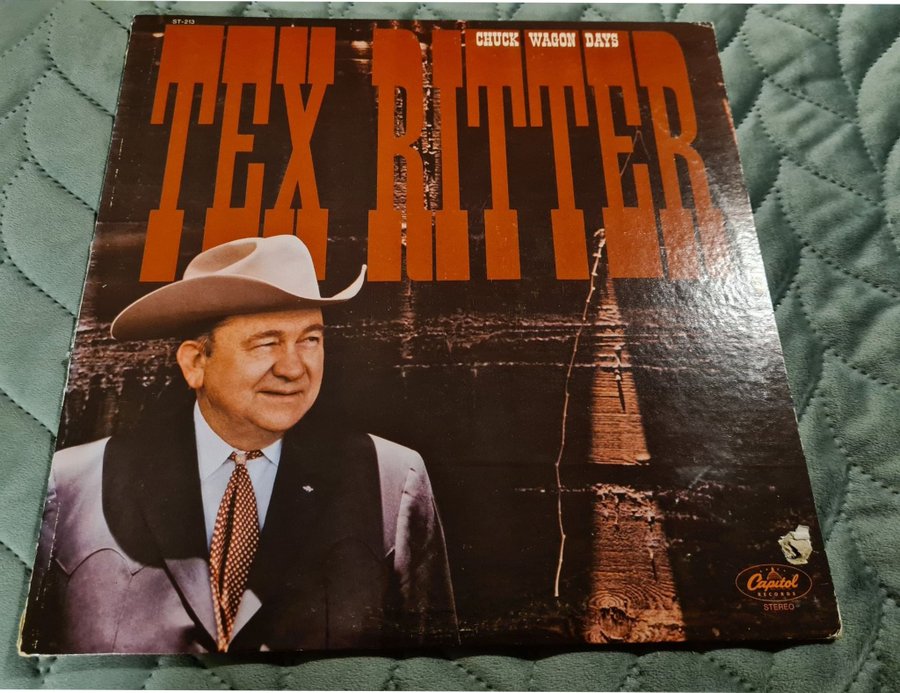 ST-213
CHUCK WAGON DAYS
TEX RITTER
Capitol
RECORDS
STEREO